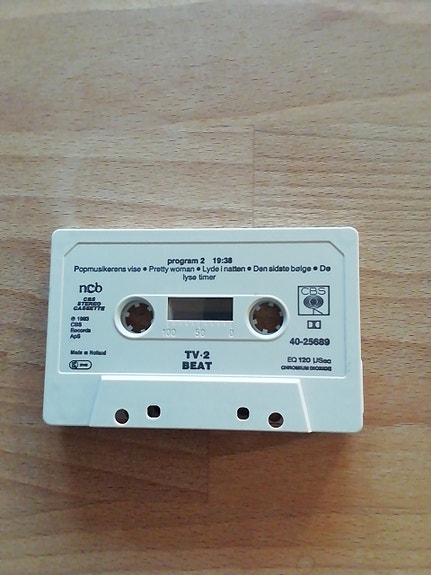 program 2 19:38
Popmusikerens vise • Pretty woman • Lyde i natten • Den sidste bølge • De
lyse timer
ncb
CBS
STEREO
CASSETTE
℗ 1983
CBS
Records
ApS
Made in Holland
CBS
100 50 0
40-25689
TV·2
BEAT
EQ 120 USec
CHROMIUM DIOXIDE